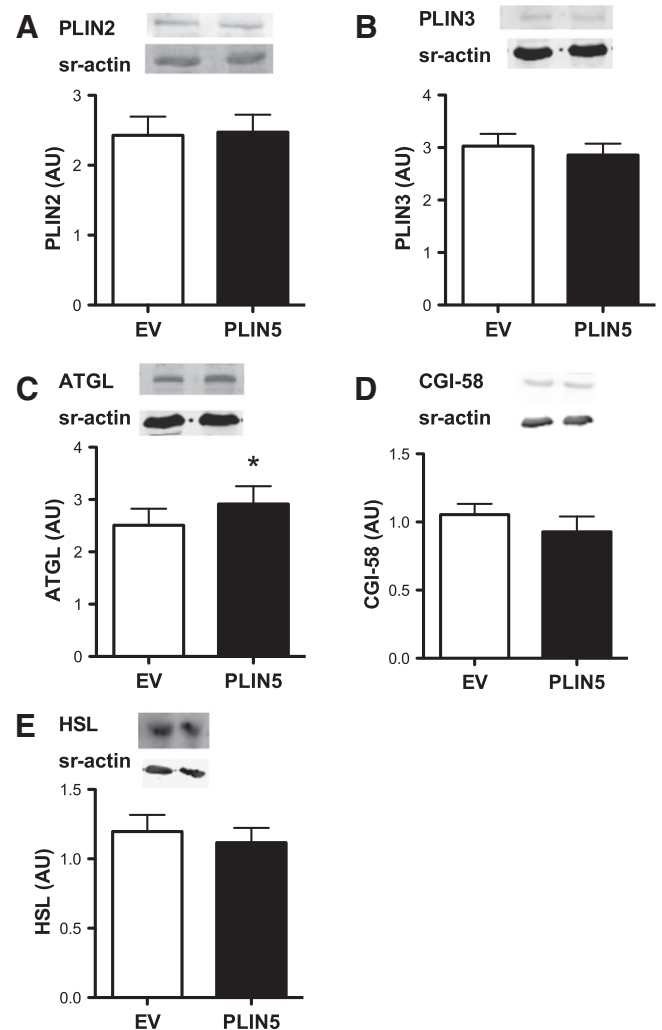 A PLIN2
sr-actin
3
2
1
0
PLIN2 (AU)
EV PLIN5
B PLIN3
sr-actin
4
3
2
1
0
PLIN3 (AU)
EV PLIN5
C ATGL
sr-actin
4
3
2
1
0
ATGL (AU)
*
EV PLIN5
D CGI-58
sr-actin
1.5
1.0
0.5
0.0
CGI-58 (AU)
EV PLIN5
E HSL
sr-actin
1.5
1.0
0.5
0.0
HSL (AU)
EV PLIN5